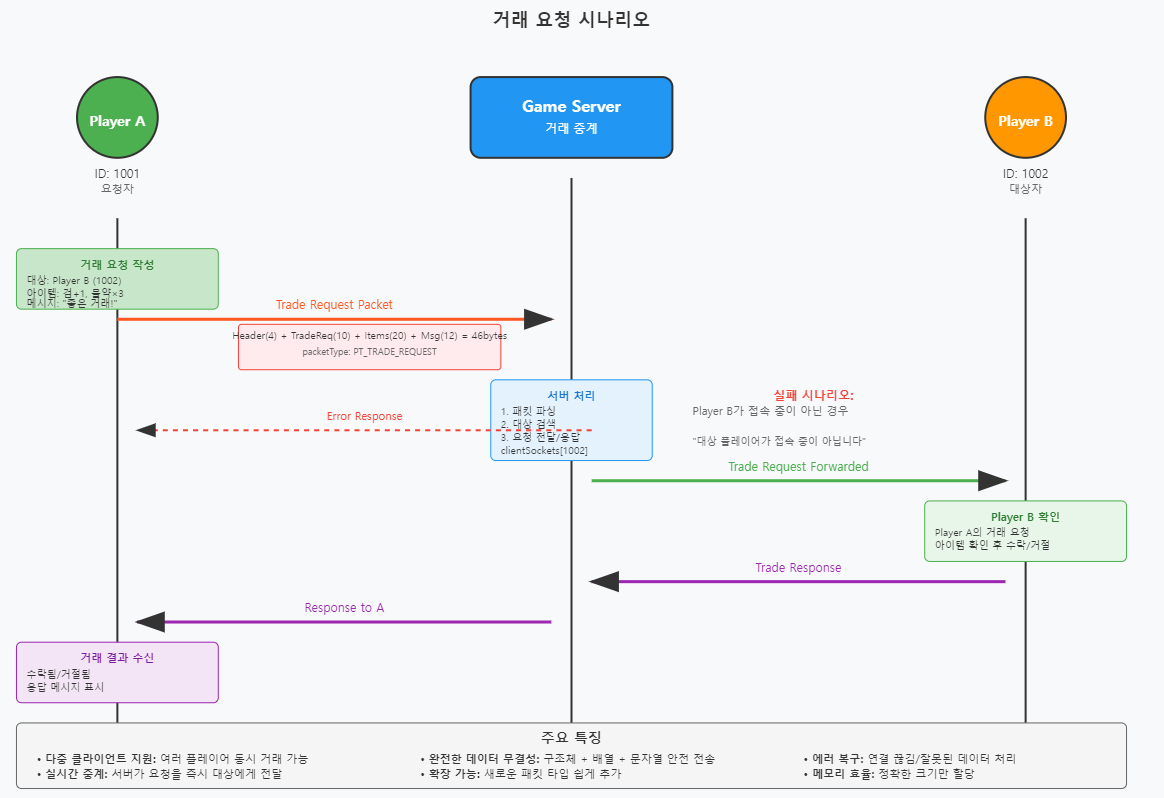 거래 요청 시나리오
Player A
Game Server
거래 중계
Player B
ID: 1001
요청자
ID: 1002
대상자
거래 요청 작성
대상: Player B (1002)
아이템: 검+1, 물약×3
메시지: "좋은 거래!"
Trade Request Packet
Header(4) + TradeReq(10) + Items(20) + Msg(12) = 46bytes
packetType: PT_TRADE_REQUEST
서버 처리
1. 패킷 파싱
2. 대상 검색
3. 요청 전달/응답
clientSockets[1002]
Error Response
실패 시나리오:
Player B가 접속 중이 아닌 경우
"대상 플레이어가 접속 중이 아닙니다"
Trade Request Forwarded
Player B 확인
Player A의 거래 요청
아이템 확인 후 수락/거절
Trade Response
Response to A
거래 결과 수신
수락됨/거절됨
응답 메시지 표시
주요 특징
• 다중 클라이언트 지원: 여러 플레이어 동시 거래 가능
• 실시간 중계: 서버가 요청을 즉시 대상에게 전달
• 완전한 데이터 무결성: 구조체 + 배열 + 문자열 안전 전송
• 확장 가능: 새로운 패킷 타입 쉽게 추가
• 에러 복구: 연결 끊김/잘못된 데이터 처리
• 메모리 효율: 정확한 크기만 할당